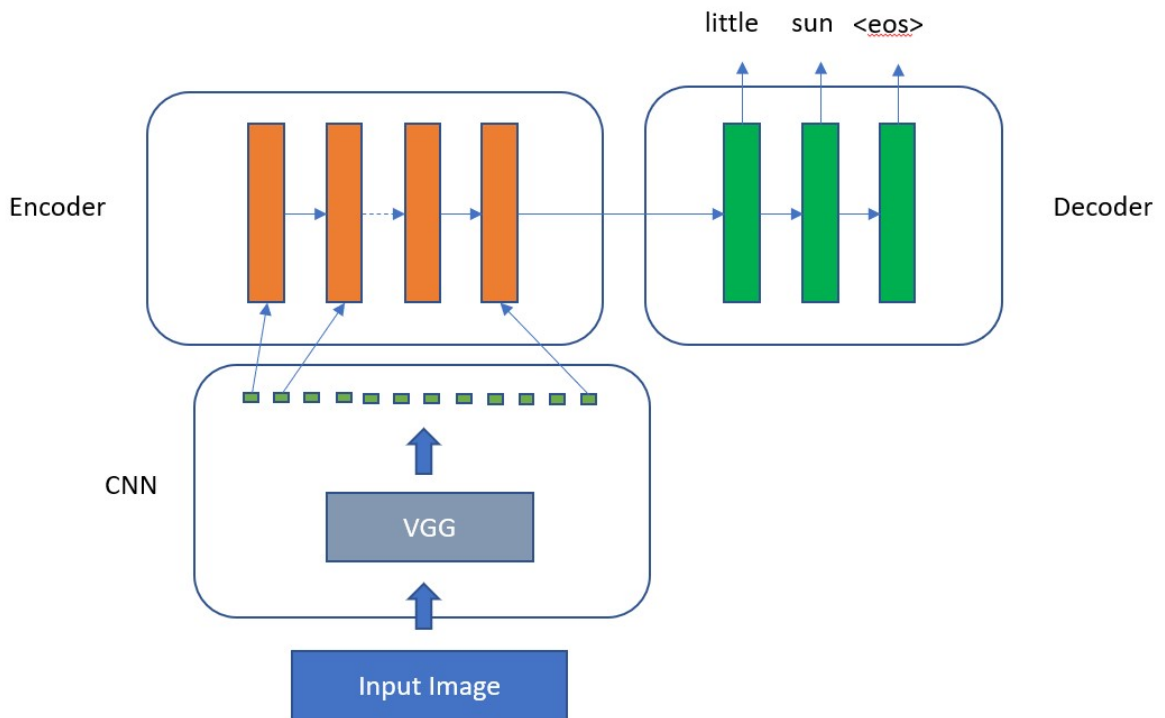 little sun <eos>
Encoder
Decoder
CNN
VGG
Input Image